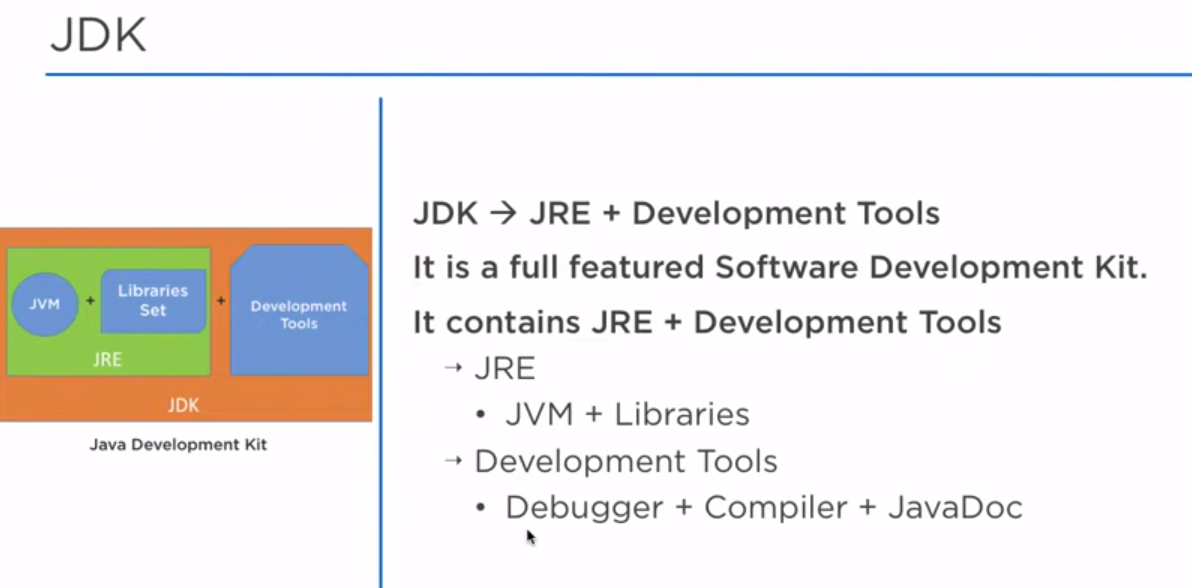 JDK
JVM
+
Libraries
Set
+
Development
Tools
JRE
JDK
Java Development Kit
JDK → JRE + Development Tools
It is a full featured Software Development Kit.
It contains JRE + Development Tools
→ JRE
• JVM + Libraries
→ Development Tools
• Debugger + Compiler + JavaDoc